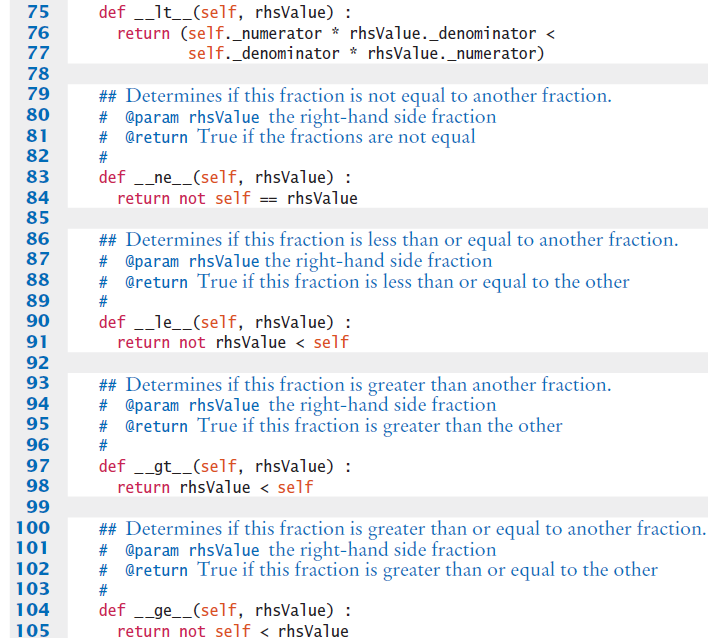 75 def __lt__(self, rhsValue) :
76 return (self._numerator * rhsValue._denominator <
77 self._denominator * rhsValue._numerator)
78
79 ## Determines if this fraction is not equal to another fraction.
80 # @param rhsValue the right-hand side fraction
81 # @return True if the fractions are not equal
82 #
83 def __ne__(self, rhsValue) :
84 return not self == rhsValue
85
86 ## Determines if this fraction is less than or equal to another fraction.
87 # @param rhsValue the right-hand side fraction
88 # @return True if this fraction is less than or equal to the other
89 #
90 def __le__(self, rhsValue) :
91 return not rhsValue < self
92
93 ## Determines if this fraction is greater than another fraction.
94 # @param rhsValue the right-hand side fraction
95 # @return True if this fraction is greater than the other
96 #
97 def __gt__(self, rhsValue) :
98 return rhsValue < self
99
100 ## Determines if this fraction is greater than or equal to another fraction.
101 # @param rhsValue the right-hand side fraction
102 # @return True if this fraction is greater than or equal to the other
103 #
104 def __ge__(self, rhsValue) :
105 return not self < rhsValue